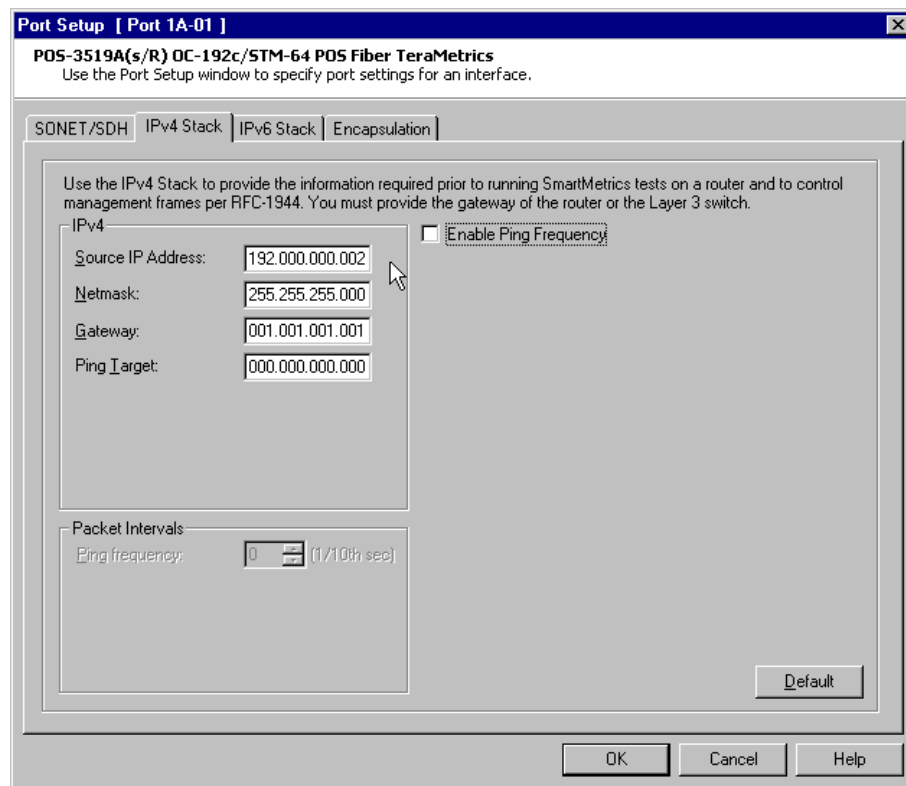 Port Setup [ Port 1A-01 ]
POS-3519A(s/R) OC-192c/STM-64 POS Fiber TeraMetrics
Use the Port Setup window to specify port settings for an interface.
SONET/SDH IPv4 Stack IPv6 Stack Encapsulation
Use the IPv4 Stack to provide the information required prior to running SmartMetrics tests on a router and to control
management frames per RFC-1944. You must provide the gateway of the router or the Layer 3 switch.
IPv4
Enable Ping Frequency
Source IP Address: 192.000.000.002
Netmask: 255.255.255.000
Gateway: 001.001.001.001
Ping Target: 000.000.000.000
Packet Intervals
Ping frequency: 0 (1/10th sec)
Default
OK Cancel Help